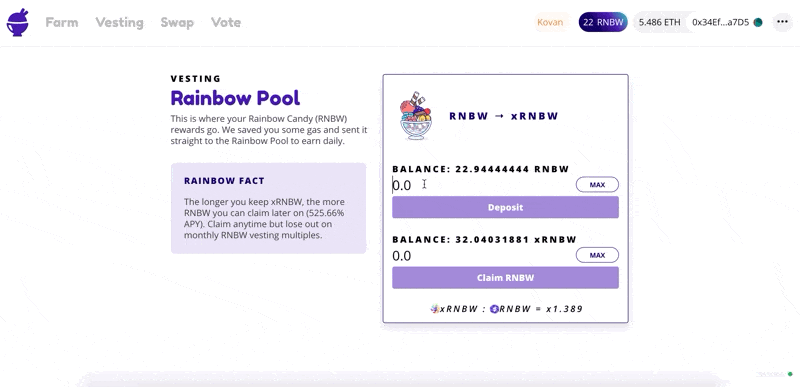 Farm
Vesting
Swap
Vote
Kovan
22 RNBW
5.486 ETH
0x34Ef...a7D5
VESTING
Rainbow Pool
This is where your Rainbow Candy (RNBW)
rewards go. We saved you some gas and sent it
straight to the Rainbow Pool to earn daily.
RAINBOW FACT
The longer you keep xRNBW, the more
RNBW you can claim later on (525.66%
APY). Claim anytime but lose out on
monthly RNBW vesting multiples.
RNBW → xRNBW
BALANCE: 22.94444444 RNBW
0.0
MAX
Deposit
BALANCE: 32.04031881 xRNBW
0.0
MAX
Claim RNBW
xRNBW : RNBW = x1.389